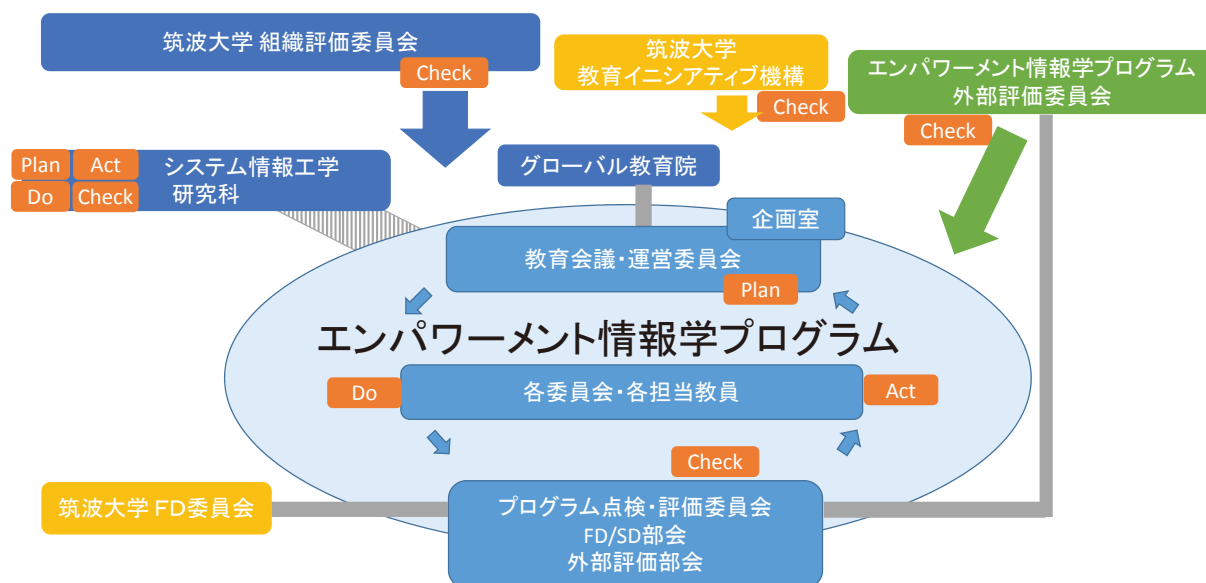 筑波大学 組織評価委員会
Check
筑波大学
教育イニシアティブ機構
Check
エンパワーメント情報学プログラム
外部評価委員会
Check
Plan
Act
Do
Check
システム情報工学
研究科
グローバル教育院
企画室
教育会議・運営委員会
Plan
エンパワーメント情報学プログラム
Do
各委員会・各担当教員
Act
Check
筑波大学 FD委員会
プログラム点検・評価委員会
FD/SD部会
外部評価部会